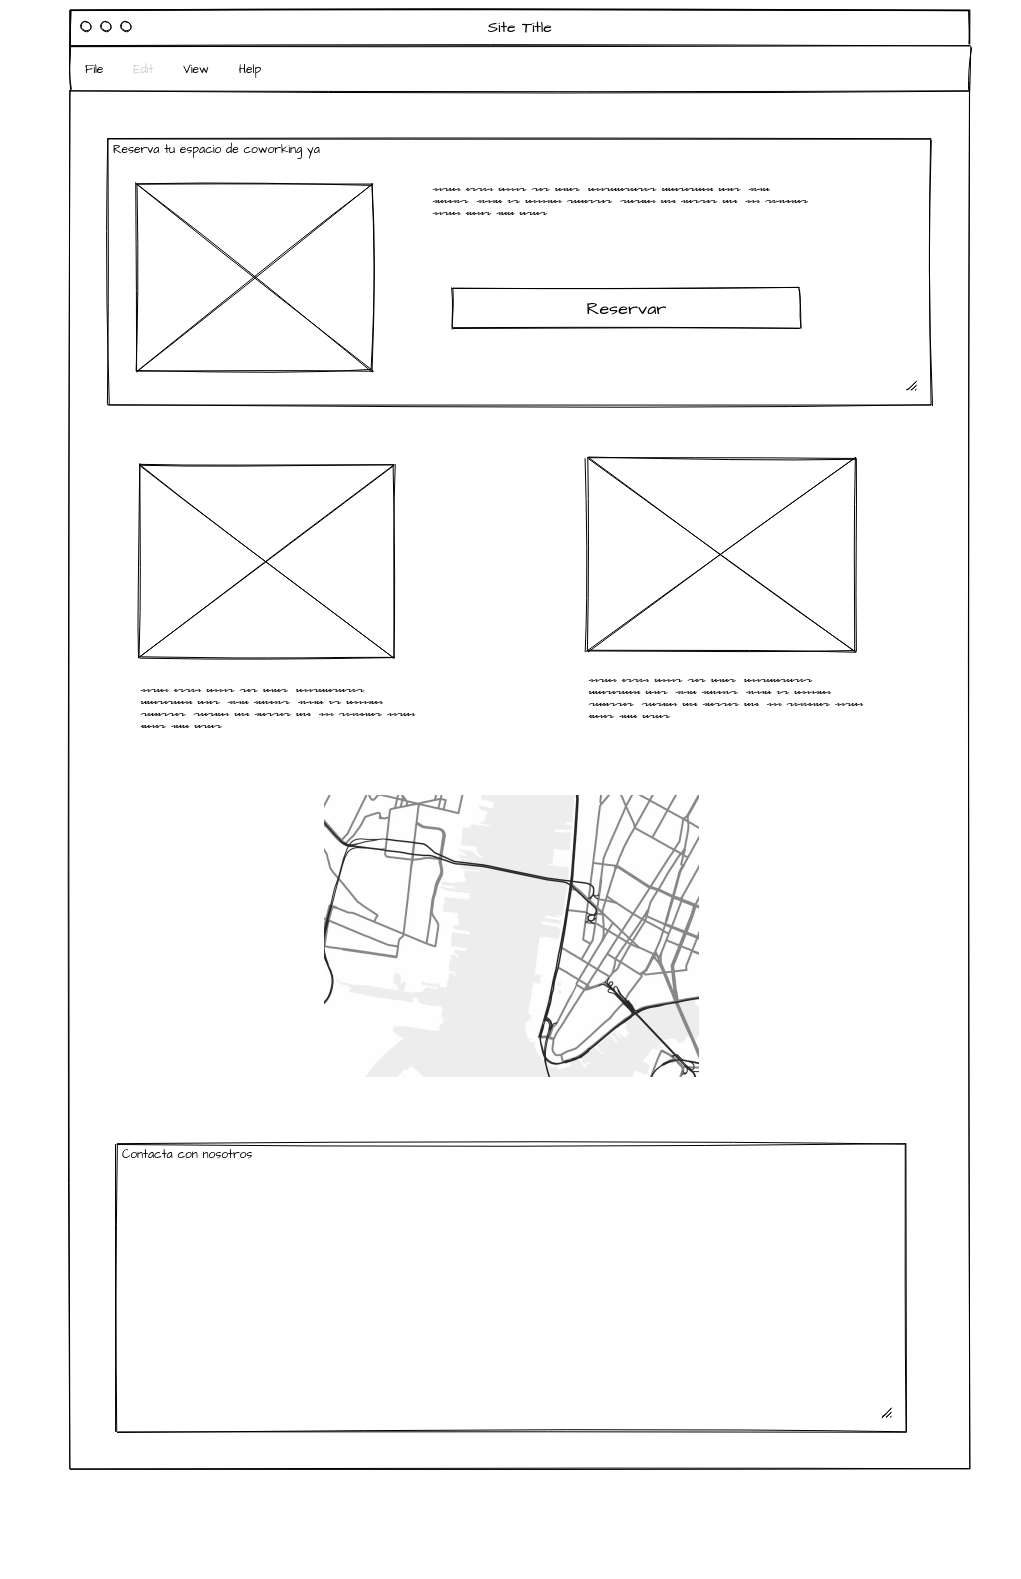 Site Title
File Edit View Help
Reserva tu espacio de coworking ya
Reservar
Contacta con nosotros